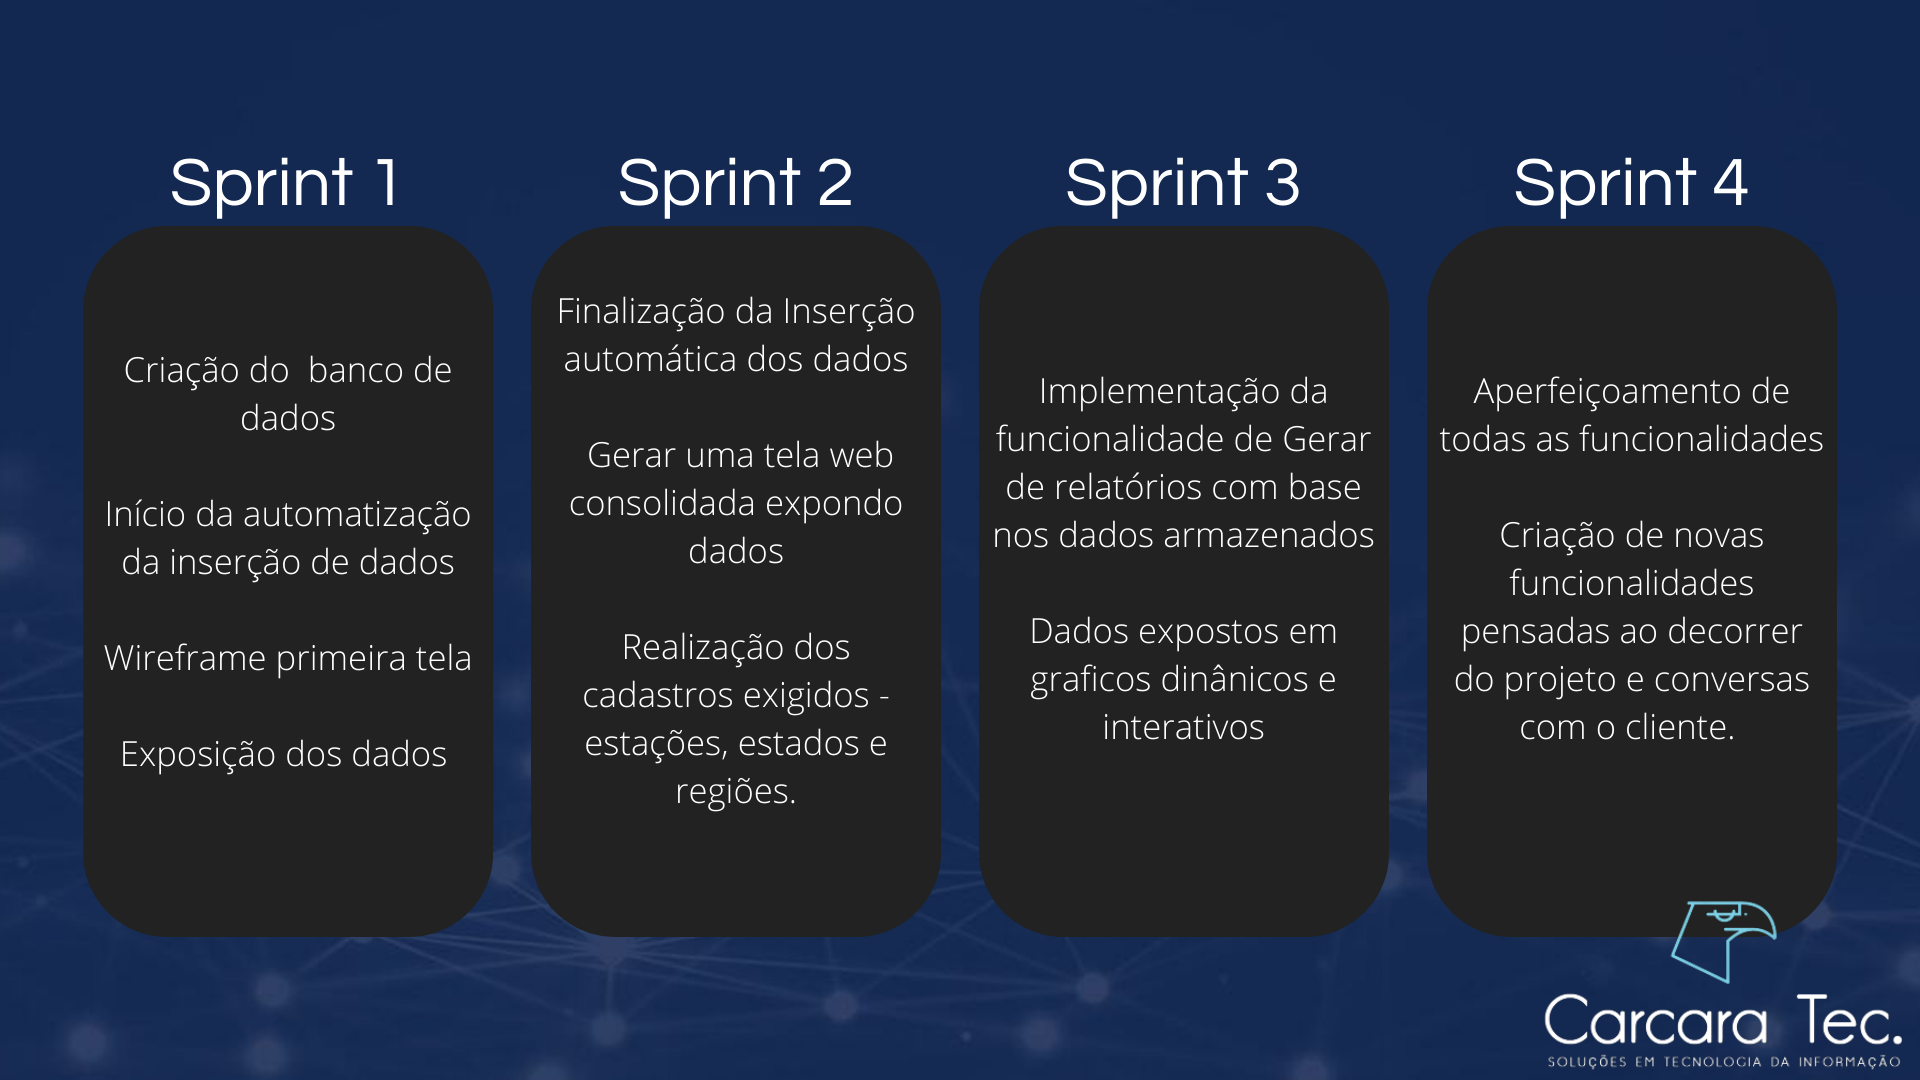 Sprint 1
Criação do  banco de
dados
Início da automatização
da inserção de dados
Wireframe primeira tela
Exposição dos dados
Sprint 2
Finalização da Inserção
automática dos dados
Gerar uma tela web
consolidada expondo
dados
Realização dos
cadastros exigidos -
estações, estados e
regiões.
Sprint 3
Implementação da
funcionalidade de Gerar
de relatórios com base
nos dados armazenados
Dados expostos em
graficos dinânicos e
interativos
Sprint 4
Aperfeiçoamento de
todas as funcionalidades
Criação de novas
funcionalidades
pensadas ao decorrer
do projeto e conversas
com o cliente.
Carcara Tec.
SOLUÇÕES EM TECNOLOGIA DA INFORMAÇÃO